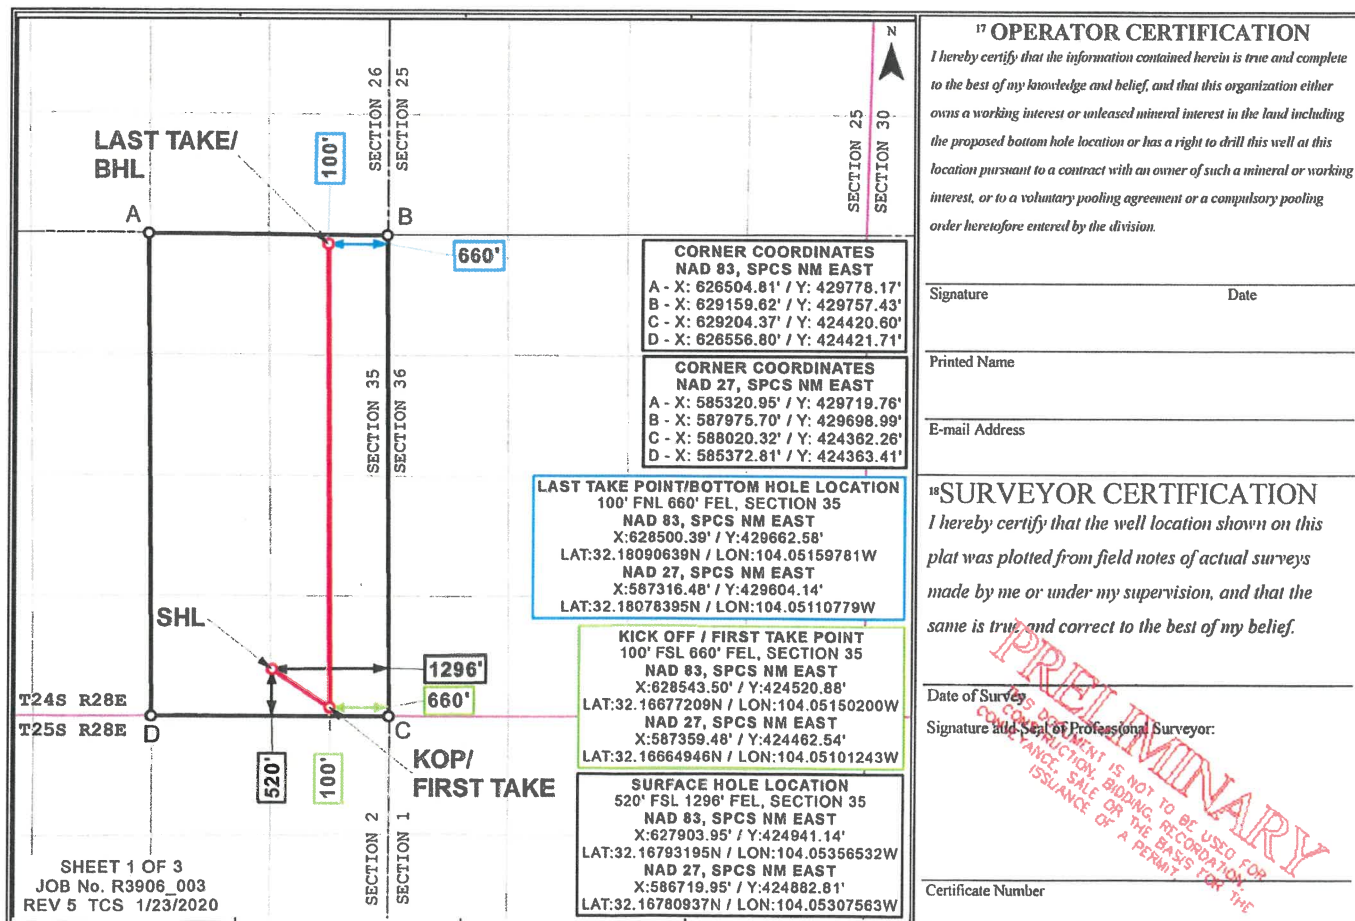 SECTION 26
SECTION 25
SECTION 25
SECTION 30
N
LAST TAKE/
BHL
100'
A
B
660'
SECTION 35
SECTION 36
SHL
1296'
660'
T24S R28E
T25S R28E
D
C
520'
100'
KOP/
FIRST TAKE
SECTION 2
SECTION 1
SHEET 1 OF 3
JOB No. R3906_003
REV 5 TCS 1/23/2020
CORNER COORDINATES
NAD 83, SPCS NM EAST
A - X: 626504.81' / Y: 429778.17'
B - X: 629159.62' / Y: 429757.43'
C - X: 629204.37' / Y: 424420.60'
D - X: 626556.80' / Y: 424421.71'
CORNER COORDINATES
NAD 27, SPCS NM EAST
A - X: 585320.95' / Y: 429719.76'
B - X: 587975.70' / Y: 429698.99'
C - X: 588020.32' / Y: 424362.26'
D - X: 585372.81' / Y: 424363.41'
LAST TAKE POINT/BOTTOM HOLE LOCATION
100' FNL 660' FEL, SECTION 35
NAD 83, SPCS NM EAST
X:628500.39' / Y:429662.58'
LAT:32.18090639N / LON:104.05159781W
NAD 27, SPCS NM EAST
X:587316.48' / Y:429604.14'
LAT:32.18078395N / LON:104.05110779W
KICK OFF / FIRST TAKE POINT
100' FSL 660' FEL, SECTION 35
NAD 83, SPCS NM EAST
X:628543.50' / Y:424520.88'
LAT:32.16677209N / LON:104.05150200W
NAD 27, SPCS NM EAST
X:587359.48' / Y:424462.54'
LAT:32.16664946N / LON:104.05101243W
SURFACE HOLE LOCATION
520' FSL 1296' FEL, SECTION 35
NAD 83, SPCS NM EAST
X:627903.95' / Y:424941.14'
LAT:32.16793195N / LON:104.05356532W
NAD 27, SPCS NM EAST
X:586719.95' / Y:424882.81'
LAT:32.16780937N / LON:104.05307563W
17 OPERATOR CERTIFICATION
I hereby certify that the information contained herein is true and complete
to the best of my knowledge and belief, and that this organization either
owns a working interest or unleased mineral interest in the land including
the proposed bottom hole location or has a right to drill this well at this
location pursuant to a contract with an owner of such a mineral or working
interest, or to a voluntary pooling agreement or a compulsory pooling
order heretofore entered by the division.
Signature Date
Printed Name
E-mail Address
18 SURVEYOR CERTIFICATION
I hereby certify that the well location shown on this
plat was plotted from field notes of actual surveys
made by me or under my supervision, and that the
same is true and correct to the best of my belief.
Date of Survey
Signature and Seal of Professional Surveyor:
Certificate Number
PRELIMINARY
THIS DOCUMENT IS NOT TO BE USED FOR
CONSTRUCTION, BIDDING, RECORDATION,
CONVEYANCE, SALE OR THE BASIS FOR THE
ISSUANCE OF A PERMIT